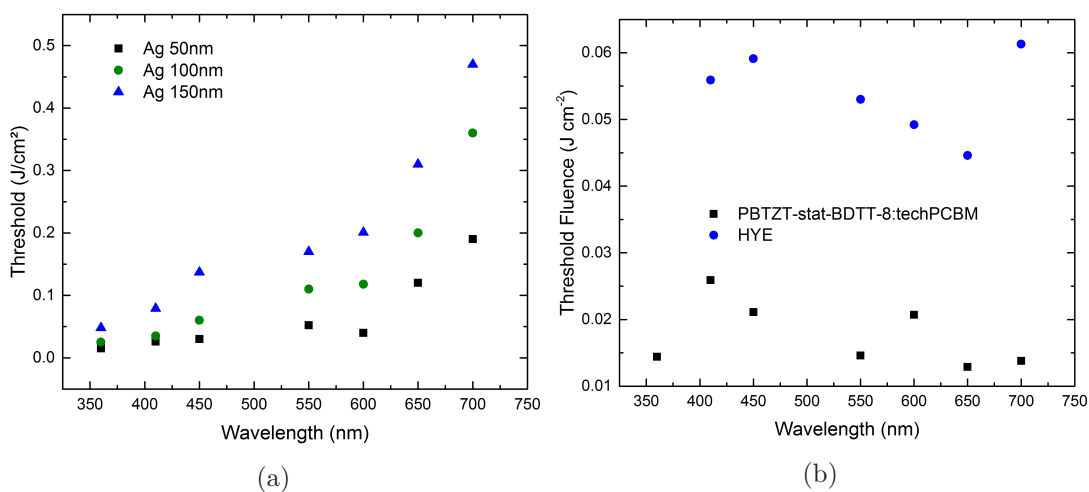 0.5
0.4
0.3
0.2
0.1
0.0
Threshold (J/cm²)
Ag 50nm
Ag 100nm
Ag 150nm
350 400 450 500 550 600 650 700 750
Wavelength (nm)
(a)
0.06
0.05
0.04
0.03
0.02
0.01
Threshold Fluence (J cm⁻²)
PBTZT-stat-BDTT-8:techPCBM
HYE
350 400 450 500 550 600 650 700 750
Wavelength (nm)
(b)